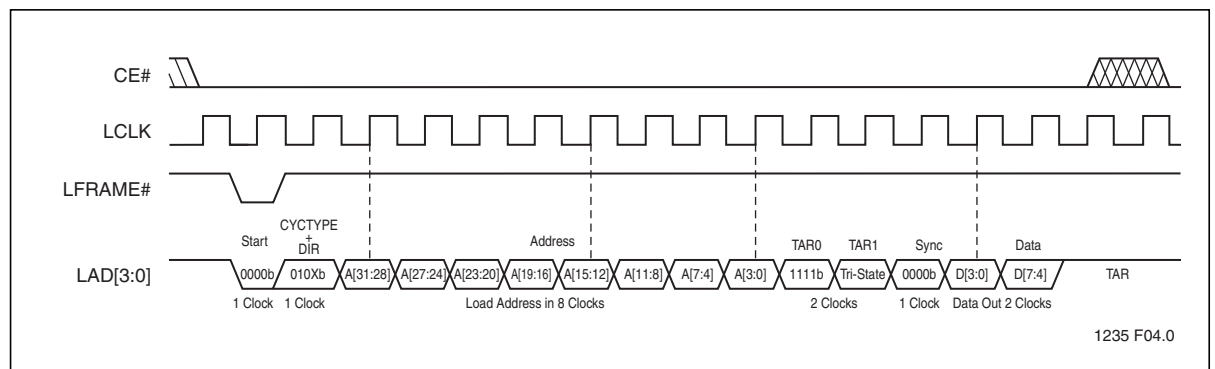 CE#
LCLK
LFRAME#
CYCTYPE
+
DIR
Start
Address
TAR0 TAR1 Sync Data
LAD[3:0] 0000b 010Xb A[31:28] A[27:24] A[23:20] A[19:16] A[15:12] A[11:8] A[7:4] A[3:0] 1111b Tri-State 0000b D[3:0] D[7:4] TAR
1 Clock 1 Clock Load Address in 8 Clocks 2 Clocks 1 Clock Data Out 2 Clocks
1235 F04.0